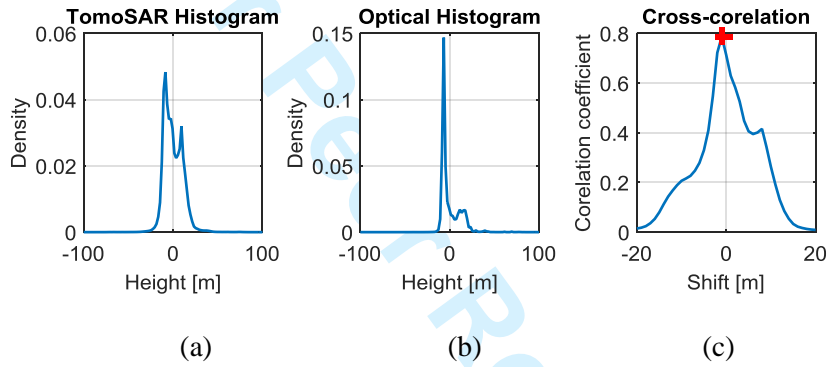 TomoSAR Histogram
0.06
0.04
0.02
0
-100
0
100
Density
Height [m]
(a)
Optical Histogram
0.15
0.1
0.05
0
-100
0
100
Density
Height [m]
(b)
Cross-corelation
0.8
0.6
0.4
0.2
0
-20
0
20
Corelation coefficient
Shift [m]
(c)
r Peer Re